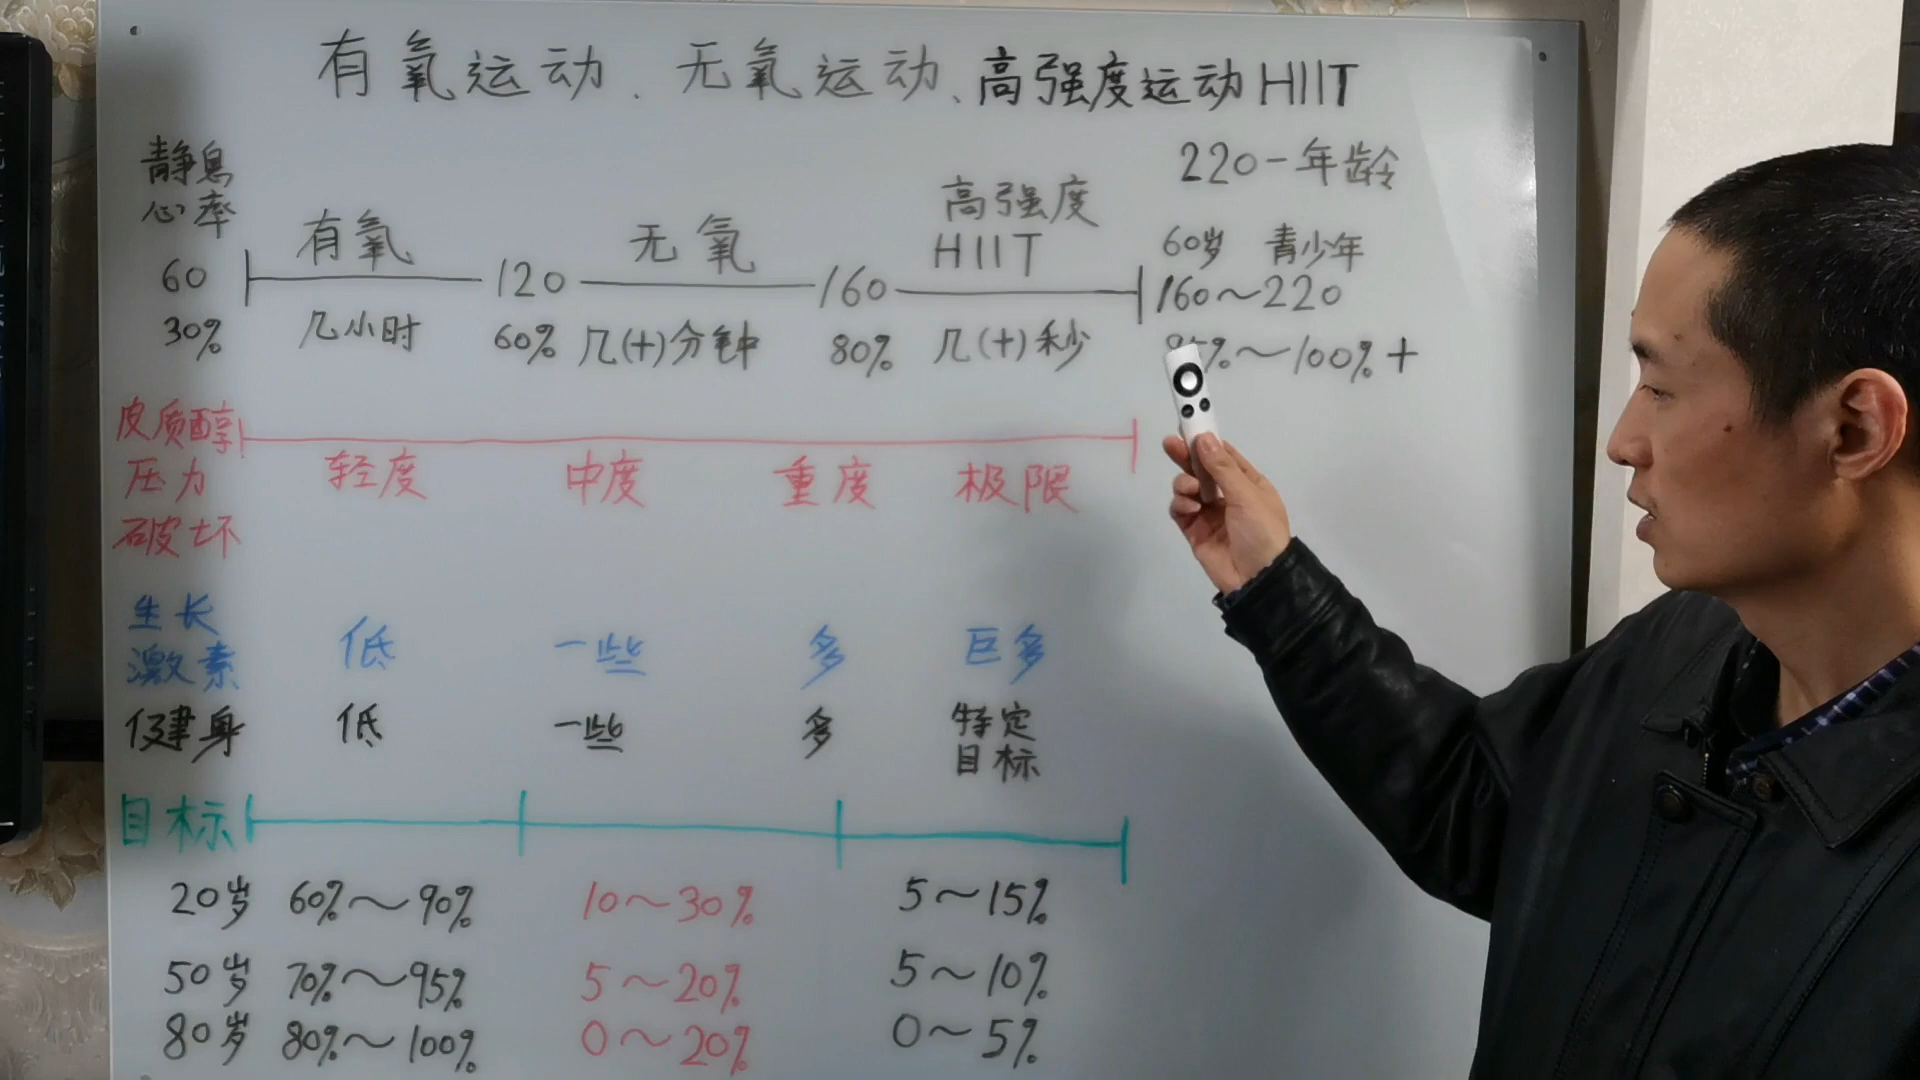 有氧运动、无氧运动、高强度运动HIIT
静息
心率
220-年龄
有氧
无氧
高强度
HIIT
60岁 青少年
60
120
160
160～220
30%
几小时
60%
几(十)分钟
80%
几(十)秒
%～100%+
皮质醇
压力
破坏
轻度
中度
重度
极限
生长
激素
低
一些
多
巨多
健身
低
一些
多
特定
目标
目标
20岁 60%～90% 10～30% 5～15%
50岁 70%～95% 5～20% 5～10%
80岁 80%～100% 0～20% 0～5%